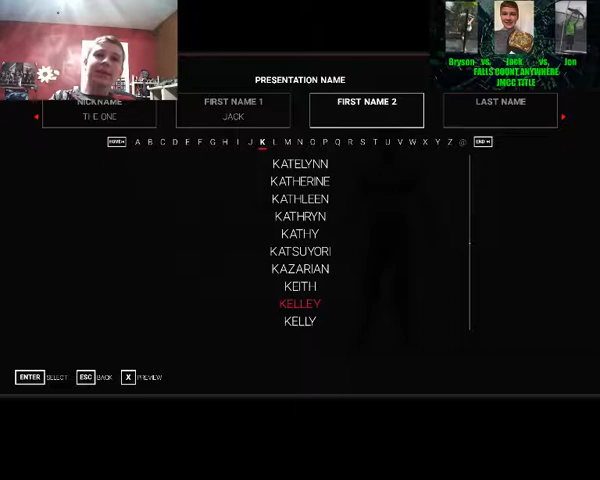 Bryson vs. Jack vs. Jon
FALLS COUNT ANYWHERE
JMCC TITLE
PRESENTATION NAME
NICKNAME
THE ONE
FIRST NAME 1
JACK
FIRST NAME 2
LAST NAME
A B C D E F G H I J K L M N O P Q R S T U V W X Y Z @
KATELYNN
KATHERINE
KATHLEEN
KATHRYN
KATHY
KATSUYORI
KAZARIAN
KEITH
KELLEY
KELLY
ENTER SELECT ESC BACK X PREVIEW